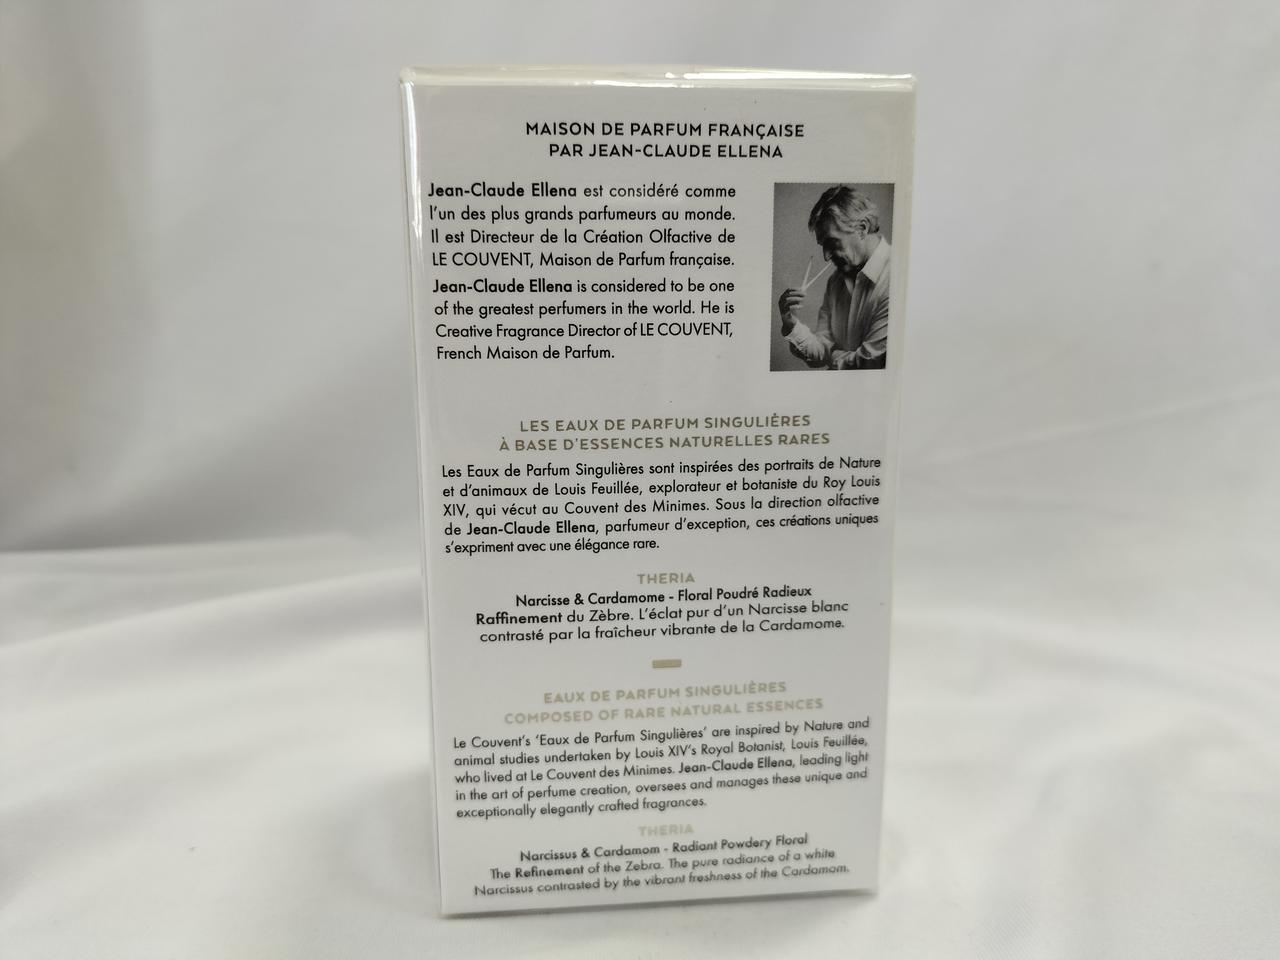 MAISON DE PARFUM FRANÇAISE
PAR JEAN-CLAUDE ELLENA
Jean-Claude Ellena est considéré comme
l'un des plus grands parfumeurs au monde.
Il est Directeur de la Création Olfactive de
LE COUVENT, Maison de Parfum française.
Jean-Claude Ellena is considered to be one
of the greatest perfumers in the world. He is
Creative Fragrance Director of LE COUVENT,
French Maison de Parfum.
LES EAUX DE PARFUM SINGULIÈRES
À BASE D'ESSENCES NATURELLES RARES
Les Eaux de Parfum Singulières sont inspirées des portraits de Nature
et d'animaux de Louis Feuillée, explorateur et botaniste du Roy Louis
XIV, qui vécut au Couvent des Minimes. Sous la direction olfactive
de Jean-Claude Ellena, parfumeur d'exception, ces créations uniques
s'expriment avec une élégance rare.
THERIA
Narcisse & Cardamome - Floral Poudré Radieux
Raffinement du Zèbre. L'éclat pur d'un Narcisse blanc
contrasté par la fraîcheur vibrante de la Cardamome.
EAUX DE PARFUM SINGULIÈRES
COMPOSED OF RARE NATURAL ESSENCES
Le Couvent's 'Eaux de Parfum Singulières' are inspired by Nature and
animal studies undertaken by Louis XIV's Royal Botanist, Louis Feuillée,
who lived at Le Couvent des Minimes. Jean-Claude Ellena, leading light
in the art of perfume creation, oversees and manages these unique and
exceptionally elegantly crafted fragrances.
THERIA
Narcissus & Cardamom - Radiant Powdery Floral
The Refinement of the Zebra. The pure radiance of a white
Narcissus contrasted by the vibrant freshness of the Cardamom.